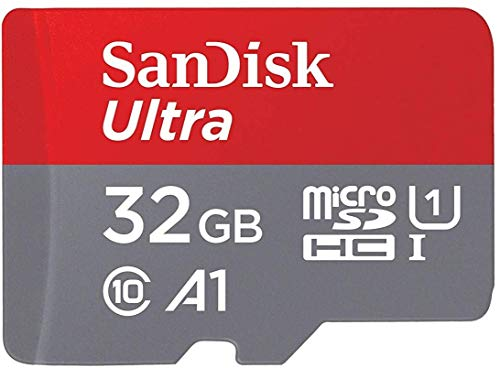 SanDisk
Ultra
32GB
micro SD HC I U1
10 A1